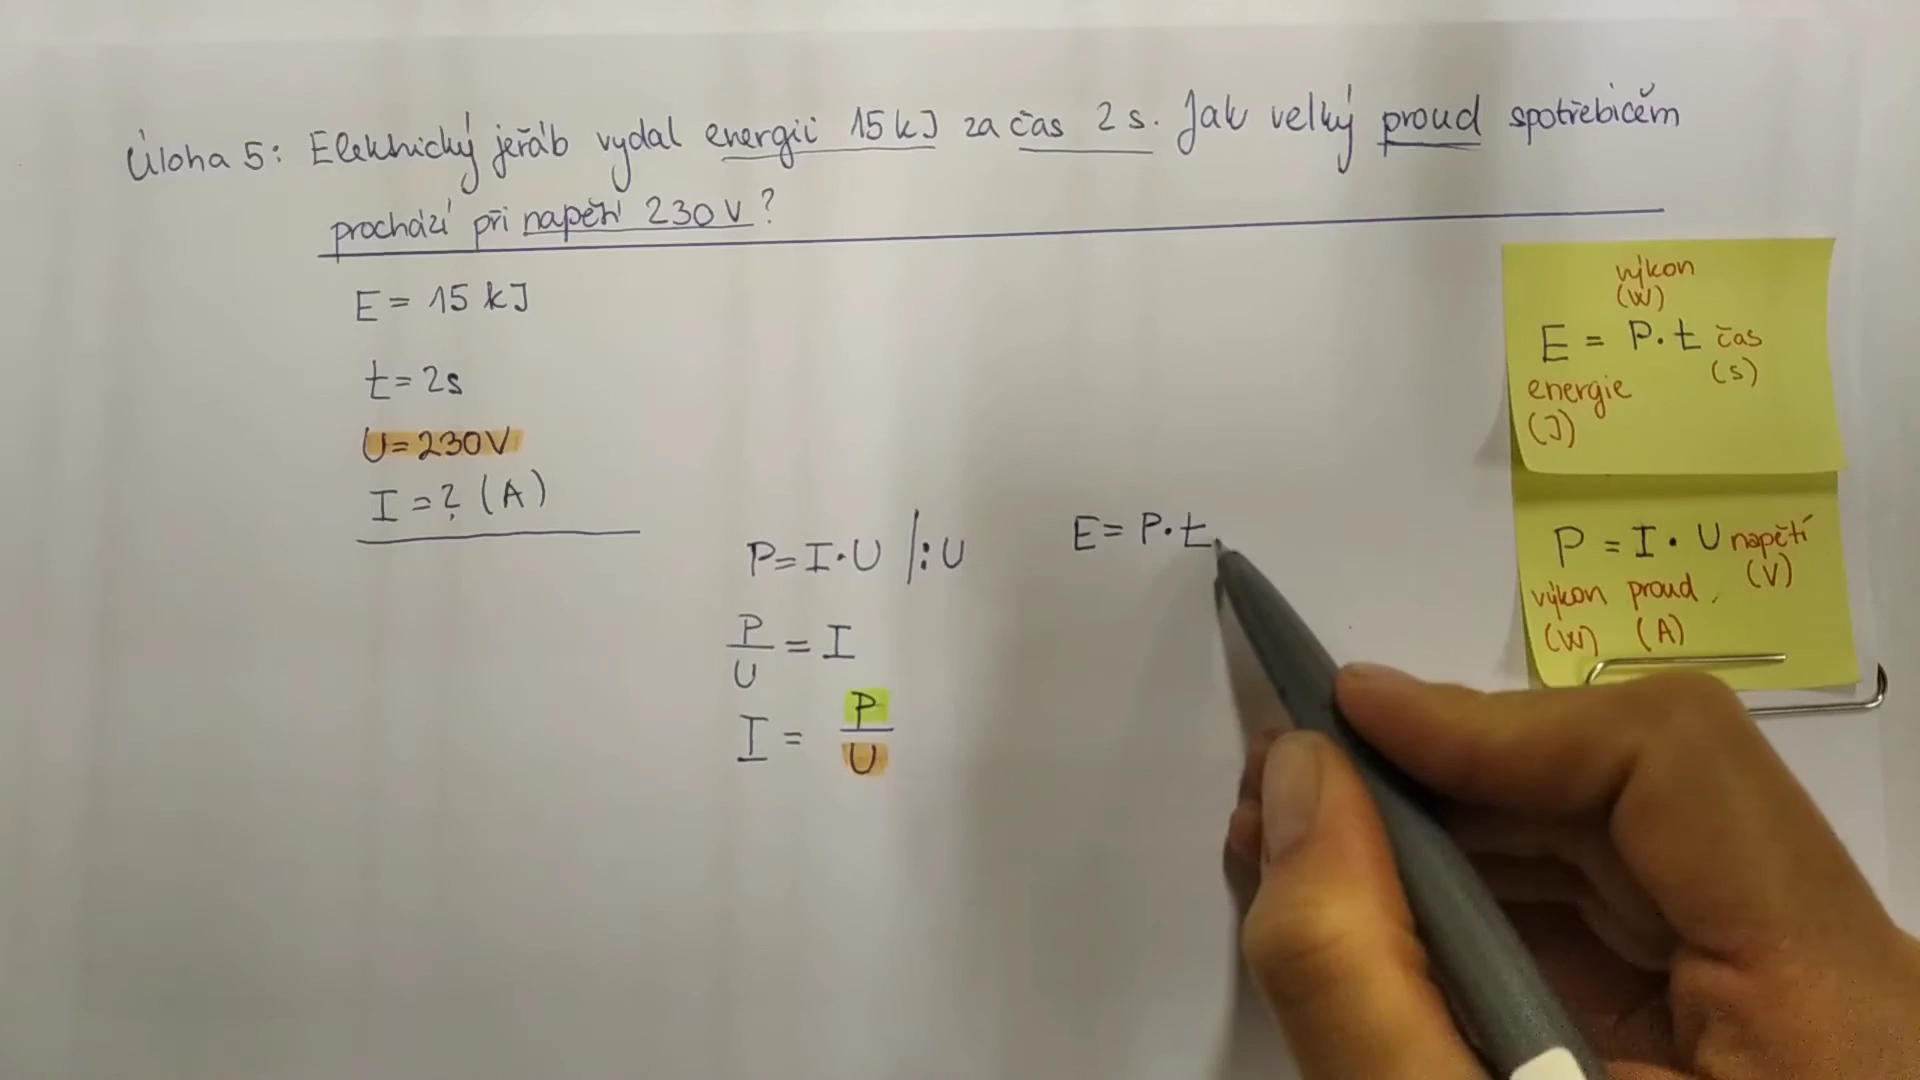 Úloha 5: Elektrický jeřáb vydal energii 15 kJ za čas 2 s. Jak velký proud spotřebičem
prochází při napětí 230 V?
E = 15 kJ
t = 2s
U = 230V
I = ? (A)
P = I · U /: U
P/U = I
I = P/U
E = P · t
výkon
(W)
E = P · t čas
(s)
energie
(J)
P = I · U napětí
(V)
výkon proud
(W) (A)